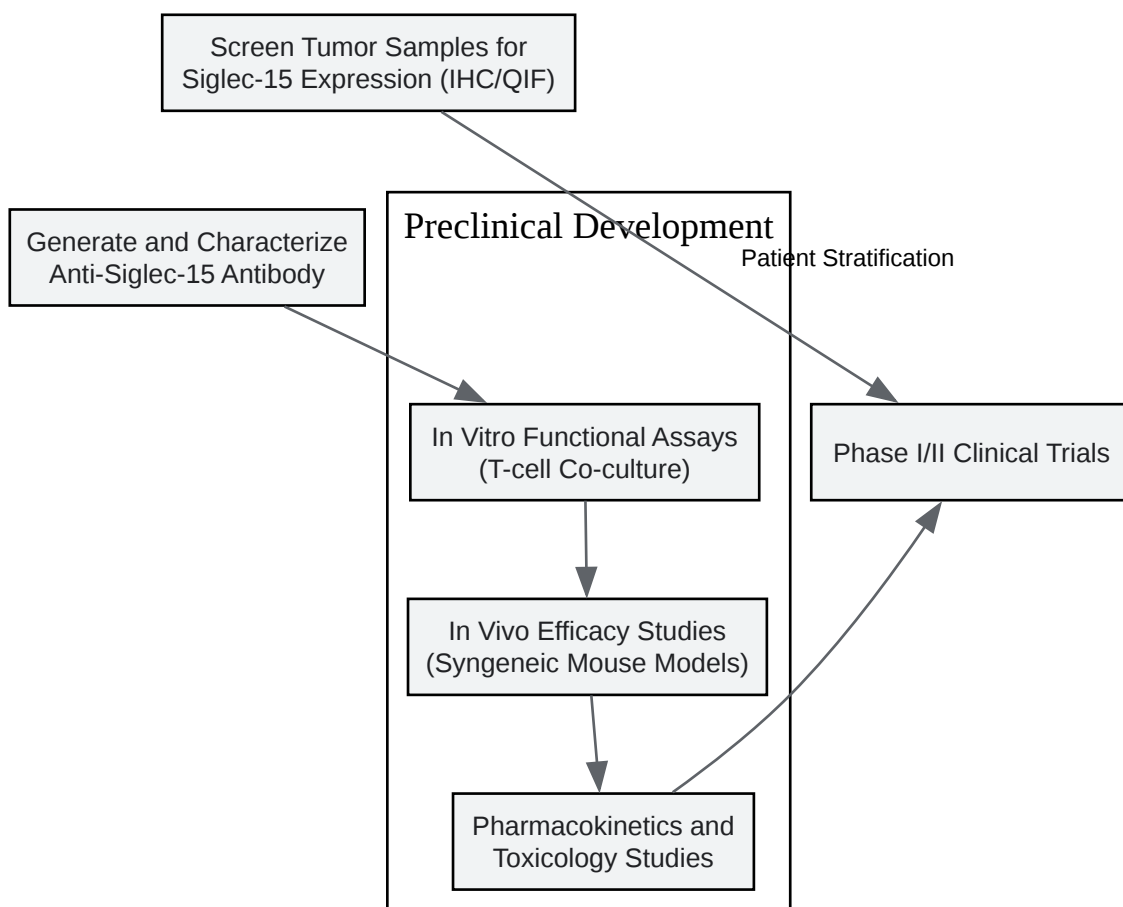 Screen Tumor Samples for
Siglec-15 Expression (IHC/QIF)
Generate and Characterize
Anti-Siglec-15 Antibody
Preclinical Development
Patient Stratification
In Vitro Functional Assays
(T-cell Co-culture)
Phase I/II Clinical Trials
In Vivo Efficacy Studies
(Syngeneic Mouse Models)
Pharmacokinetics and
Toxicology Studies